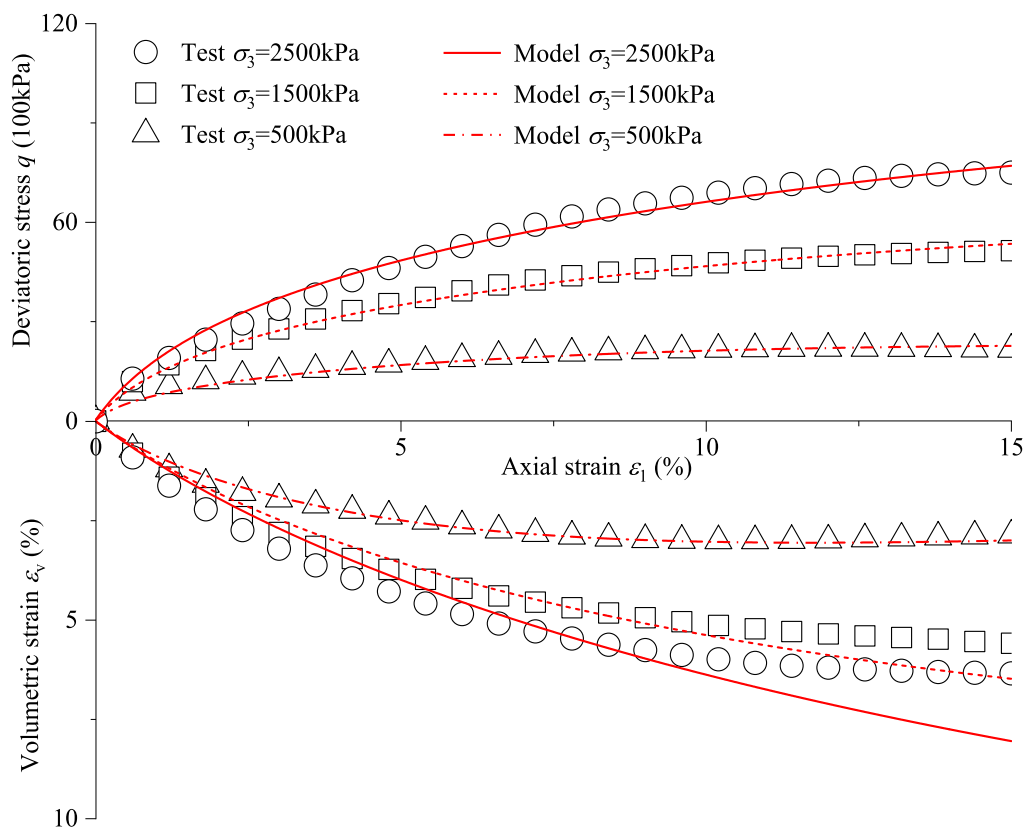 120
Test σ3=2500kPa
Model σ3=2500kPa
Test σ3=1500kPa
Model σ3=1500kPa
Test σ3=500kPa
Model σ3=500kPa
Deviatoric stress q (100kPa)
60
0
0
5
10
15
Axial strain ε1 (%)
Volumetric strain εv (%)
5
10